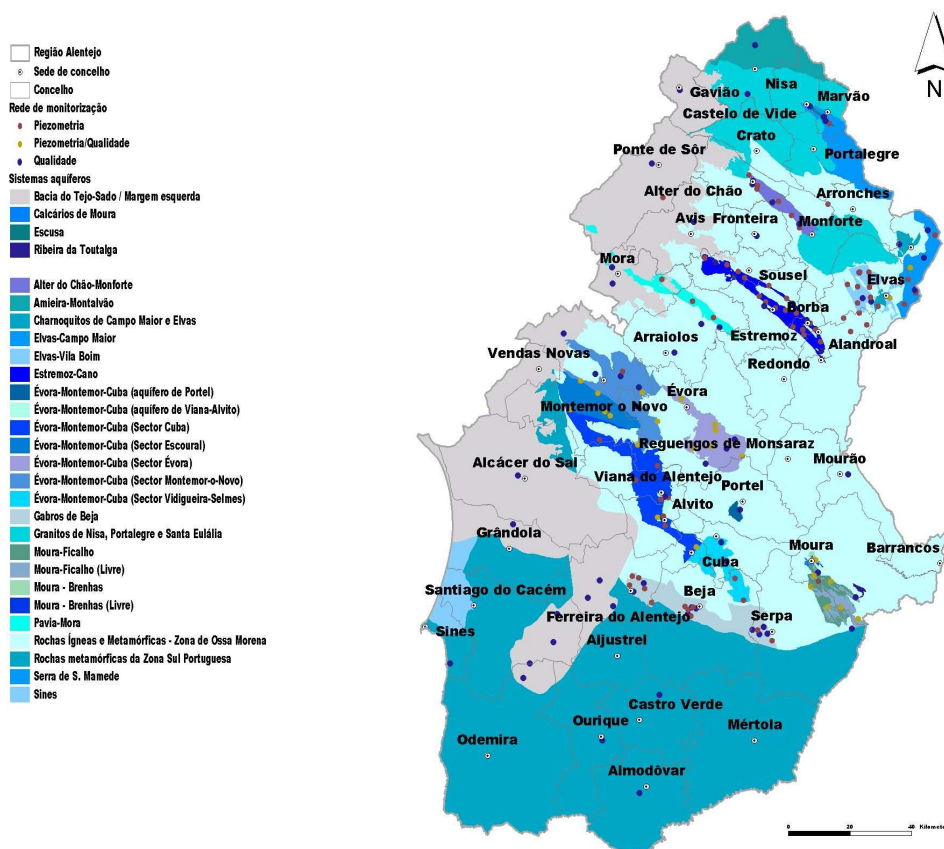 Região Alentejo
Sede de concelho
Concelho
Rede de monitorização
Piezometria
Piezometria/Qualidade
Qualidade
Sistemas aquíferos
Bacia do Tejo-Sado / Margem esquerda
Calcários de Moura
Escusa
Ribeira da Toutalga
Alter do Chão-Monforte
Amieira-Montalvão
Charnoquitos de Campo Maior e Elvas
Elvas-Campo Maior
Elvas-Vila Boim
Estremoz-Cano
Évora-Montemor-Cuba (aquífero de Portel)
Évora-Montemor-Cuba (aquífero de Viana-Alvito)
Évora-Montemor-Cuba (Sector Cuba)
Évora-Montemor-Cuba (Sector Escoural)
Évora-Montemor-Cuba (Sector Évora)
Évora-Montemor-Cuba (Sector Montemor-o-Novo)
Évora-Montemor-Cuba (Sector Vidigueira-Selmes)
Gabros de Beja
Granitos de Nisa, Portalegre e Santa Eulália
Moura-Ficalho
Moura-Ficalho (Livre)
Moura - Brenhas
Moura - Brenhas (Livre)
Pavia-Mora
Rochas Ígneas e Metamórficas - Zona de Ossa Morena
Rochas metamórficas da Zona Sul Portuguesa
Serra de S. Mamede
Sines
N
Nisa
Gavião
Marvão
Castelo de Vide
Crato
Ponte de Sôr
Portalegre
Alter do Chão
Arronches
Avis
Fronteira
Monforte
Mora
Sousel
Elvas
Borba
Arraiolos
Estremoz
Alandroal
Vendas Novas
Redondo
Évora
Montemor o Novo
Reguengos de Monsaraz
Alcácer do Sal
Mourão
Viana do Alentejo
Portel
Alvito
Grândola
Moura
Barrancos
Cuba
Santiago do Cacém
Beja
Ferreira do Alentejo
Serpa
Sines
Aljustrel
Castro Verde
Ourique
Mértola
Odemira
Almodôvar
0 20 40 Kilomete